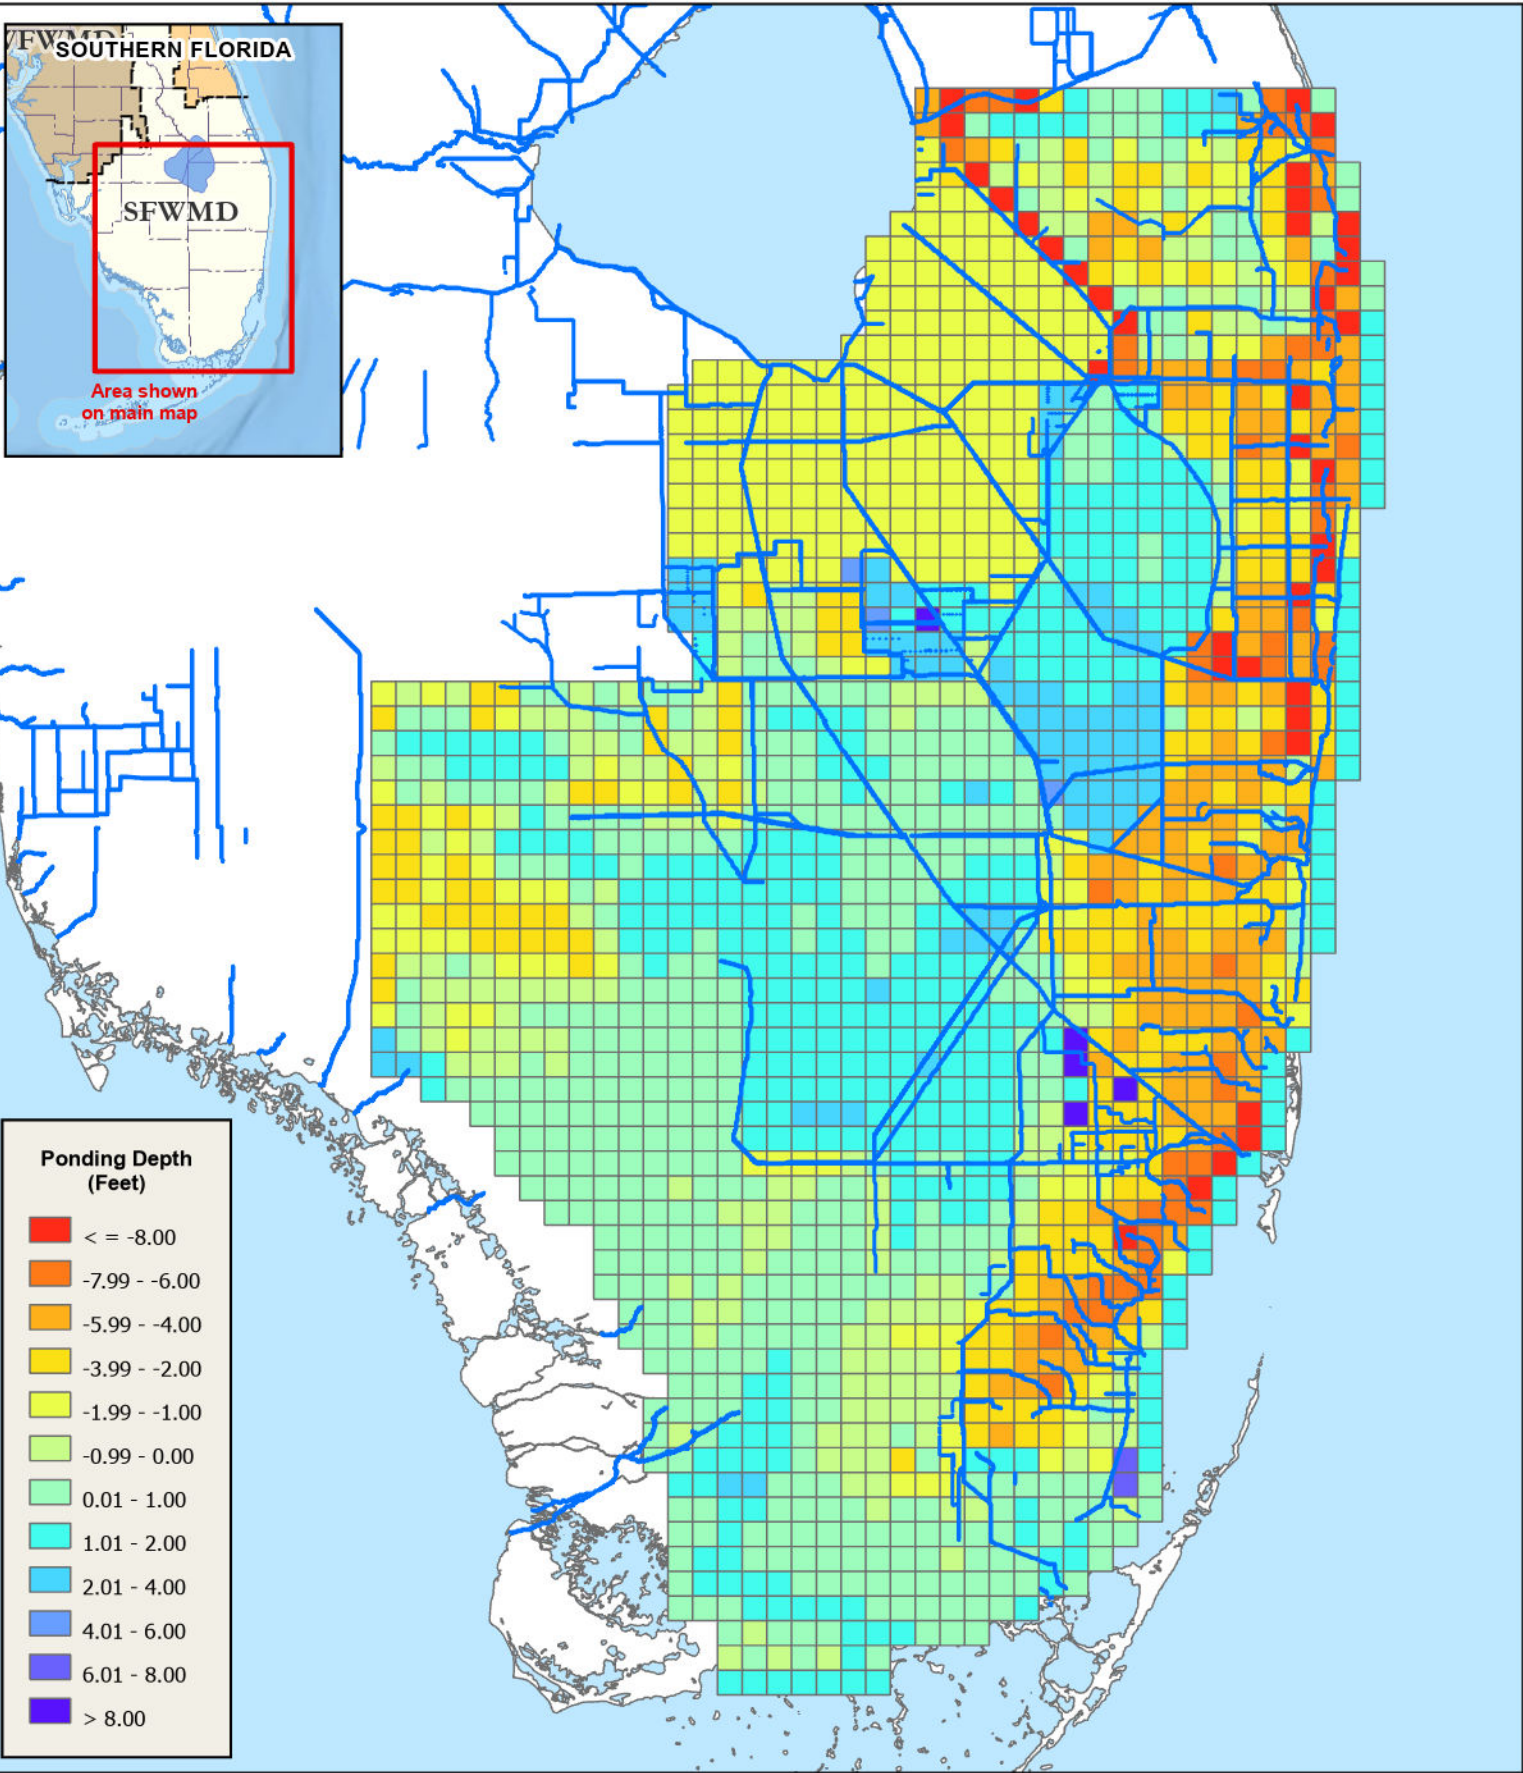 VFWMD
SOUTHERN FLORIDA
SFWMD
Area shown
on main map
Ponding Depth
(Feet)
< = -8.00
-7.99 - -6.00
-5.99 - -4.00
-3.99 - -2.00
-1.99 - -1.00
-0.99 - 0.00
0.01 - 1.00
1.01 - 2.00
2.01 - 4.00
4.01 - 6.00
6.01 - 8.00
> 8.00